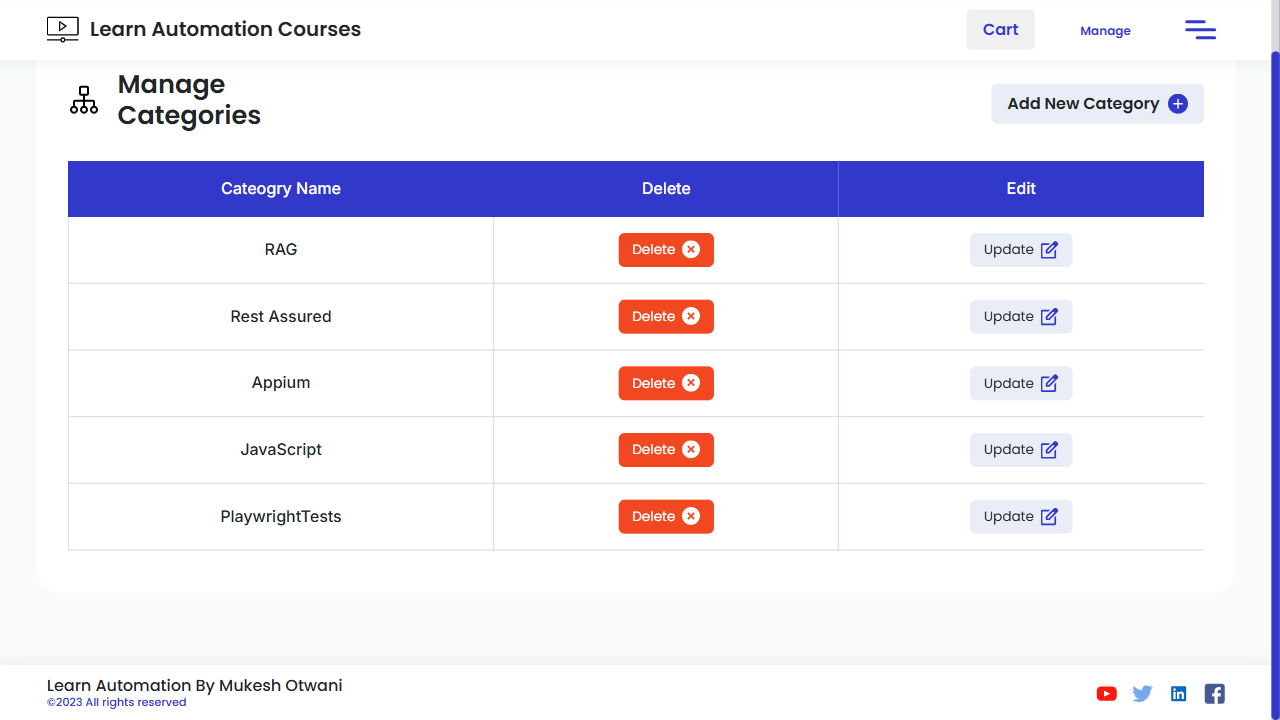 Learn Automation Courses
Cart
Manage
Manage
Categories
Add New Category
Cateogry Name Delete Edit
RAG Delete Update
Rest Assured Delete Update
Appium Delete Update
JavaScript Delete Update
PlaywrightTests Delete Update
Learn Automation By Mukesh Otwani
©2023 All rights reserved